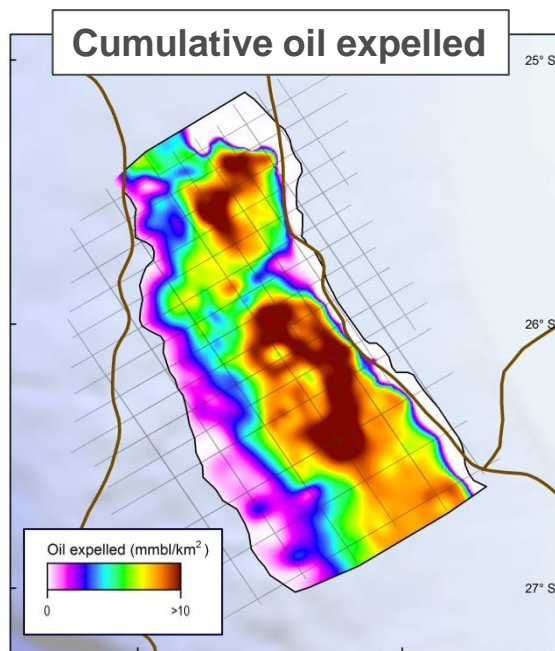 Cumulative oil expelled
25° S
26° S
27° S
Oil expelled (mmbl/km²)
0 >10